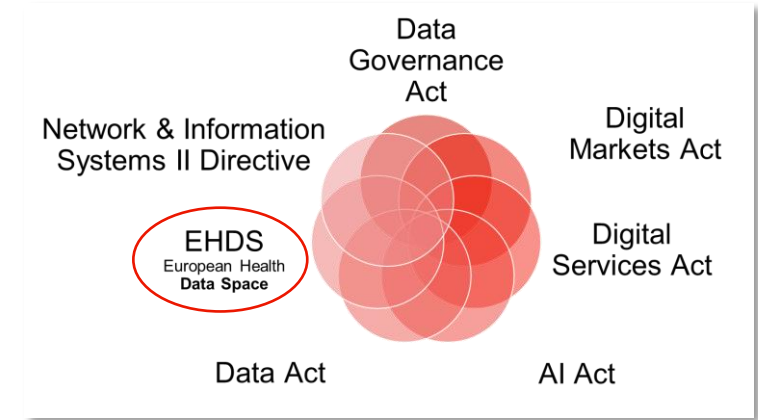 Data
Governance
Act
Network & Information
Systems II Directive
Digital
Markets Act
EHDS
European Health
Data Space
Digital
Services Act
Data Act
AI Act